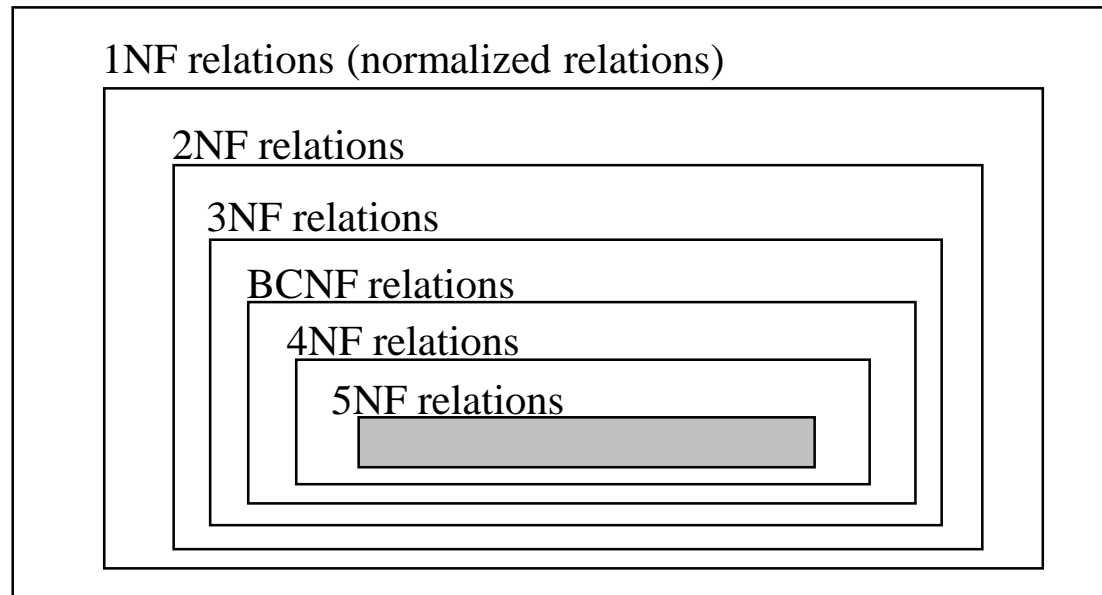 1NF relations (normalized relations)
2NF relations
3NF relations
BCNF relations
4NF relations
5NF relations